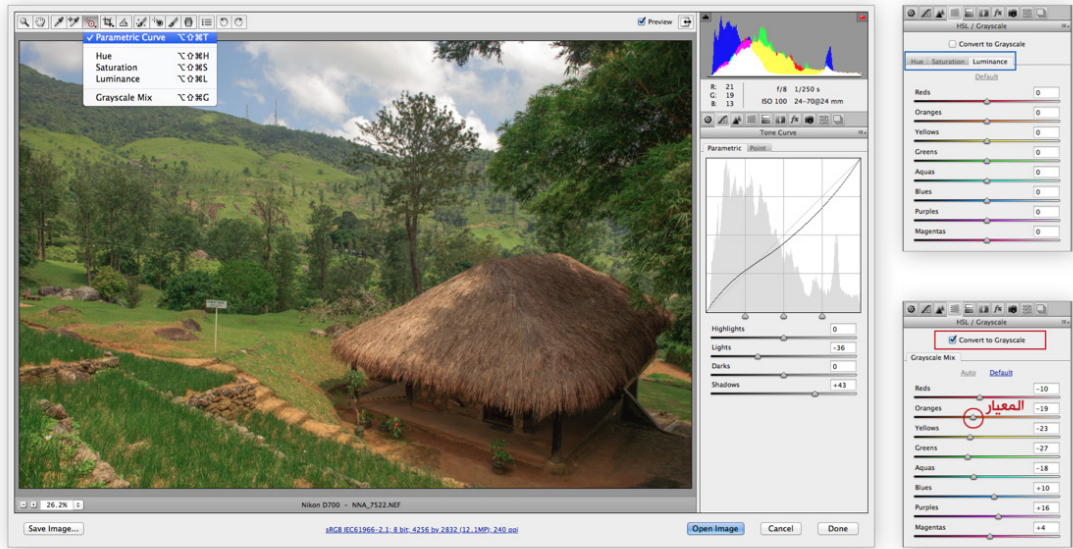 Preview
✓ Parametric Curve ⌥⇧⌘T
Hue ⌥⇧⌘H
Saturation ⌥⇧⌘S
Luminance ⌥⇧⌘L
Grayscale Mix ⌥⇧⌘G
R: 21
G: 19
B: 13
f/8 1/250 s
ISO 100 24-70@24 mm
Tone Curve
Parametric Point
Highlights 0
Lights -36
Darks 0
Shadows +43
26.2%
Nikon D700 - NNA_7522.NEF
Save Image...
sRGB IEC61966-2.1; 8 bit; 4256 by 2832 (12.1MP); 240 ppi
Open Image
Cancel
Done
HSL / Grayscale
Convert to Grayscale
Hue Saturation Luminance
Default
Reds 0
Oranges 0
Yellows 0
Greens 0
Aquas 0
Blues 0
Purples 0
Magentas 0
HSL / Grayscale
Convert to Grayscale
Grayscale Mix
Auto Default
Reds -10
Oranges -19
المعيار
Yellows -23
Greens -27
Aquas -18
Blues +10
Purples +16
Magentas +4